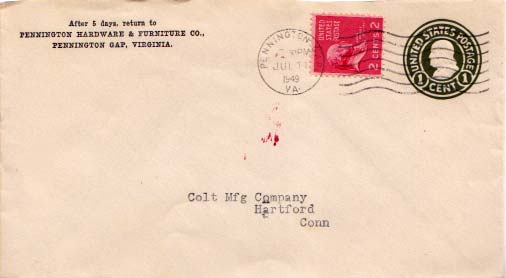 After 5 days, return to
PENNINGTON HARDWARE & FURNITURE CO.,
PENNINGTON GAP, VIRGINIA.
PENNINGTON
PM
JUL
1949
VA.
UNITED STATES POSTAGE
2 CENTS 2
UNITED STATES POSTAGE
1 CENT 1
Colt Mfg Company
Hartford
Conn